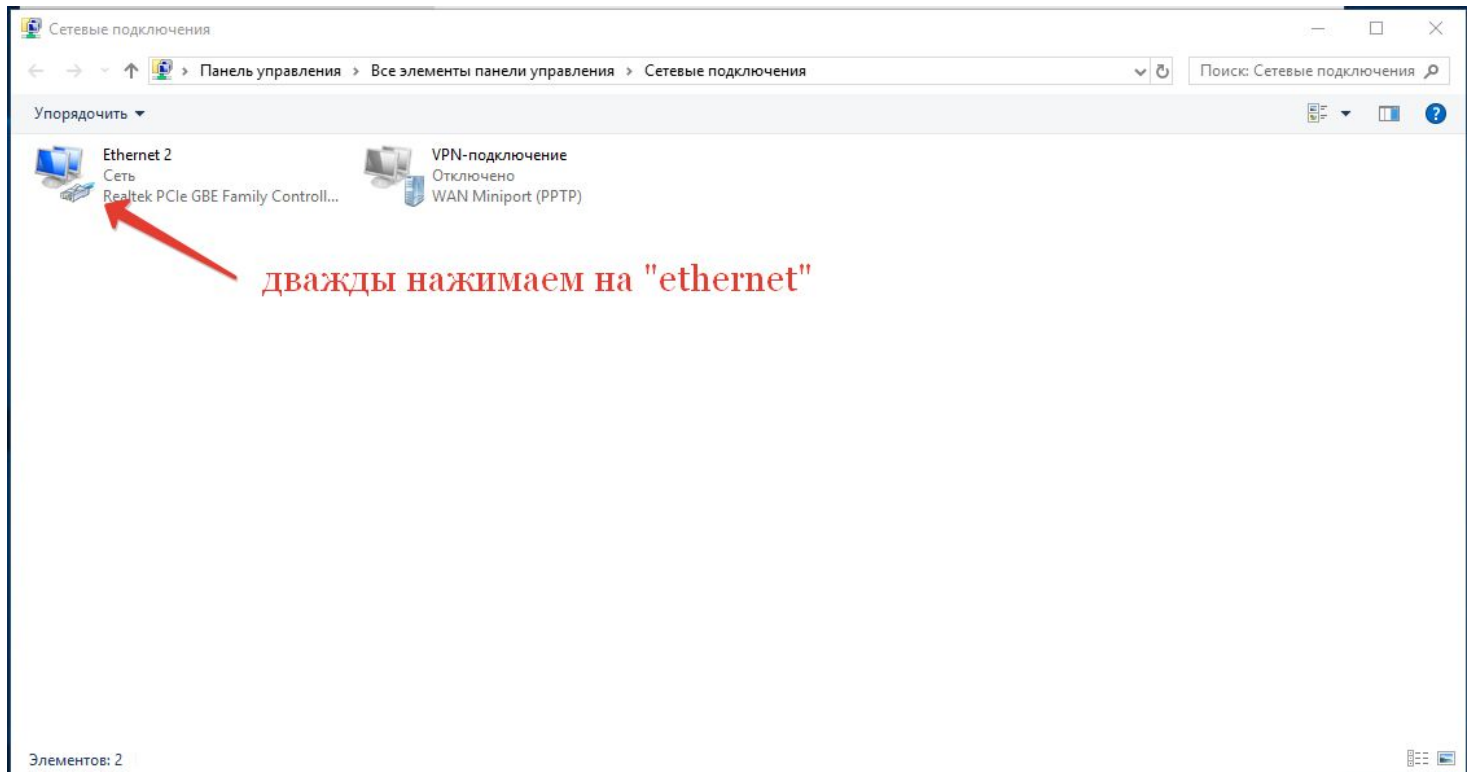 Сетевые подключения
Панель управления › Все элементы панели управления › Сетевые подключения
Поиск: Сетевые подключения
Упорядочить
Ethernet 2
Сеть
Realtek PCIe GBE Family Controll...
VPN-подключение
Отключено
WAN Miniport (PPTP)
дважды нажимаем на "ethernet"
Элементов: 2